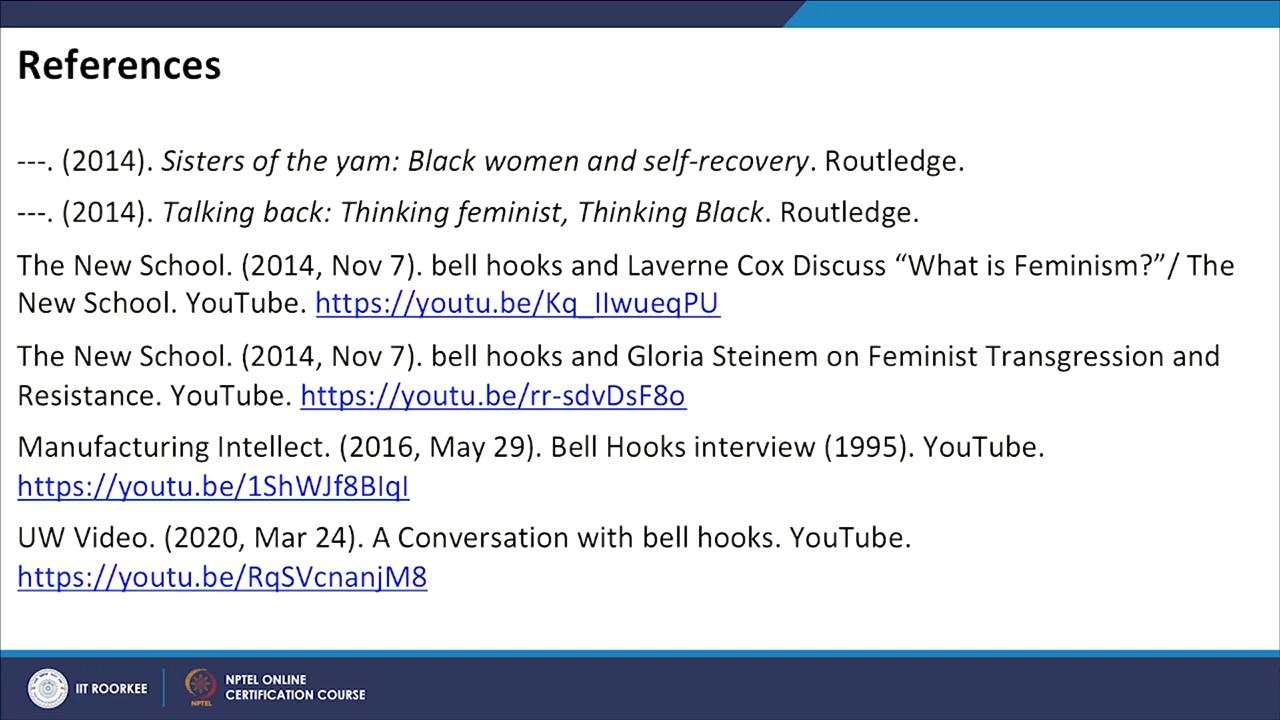 References
---. (2014). Sisters of the yam: Black women and self-recovery. Routledge.
---. (2014). Talking back: Thinking feminist, Thinking Black. Routledge.
The New School. (2014, Nov 7). bell hooks and Laverne Cox Discuss “What is Feminism?”/ The
New School. YouTube. https://youtu.be/Kq_IIwueqPU
The New School. (2014, Nov 7). bell hooks and Gloria Steinem on Feminist Transgression and
Resistance. YouTube. https://youtu.be/rr-sdvDsF8o
Manufacturing Intellect. (2016, May 29). Bell Hooks interview (1995). YouTube.
https://youtu.be/1ShWJf8BIqI
UW Video. (2020, Mar 24). A Conversation with bell hooks. YouTube.
https://youtu.be/RqSVcnanjM8
IIT ROORKEE
NPTEL
NPTEL ONLINE
CERTIFICATION COURSE